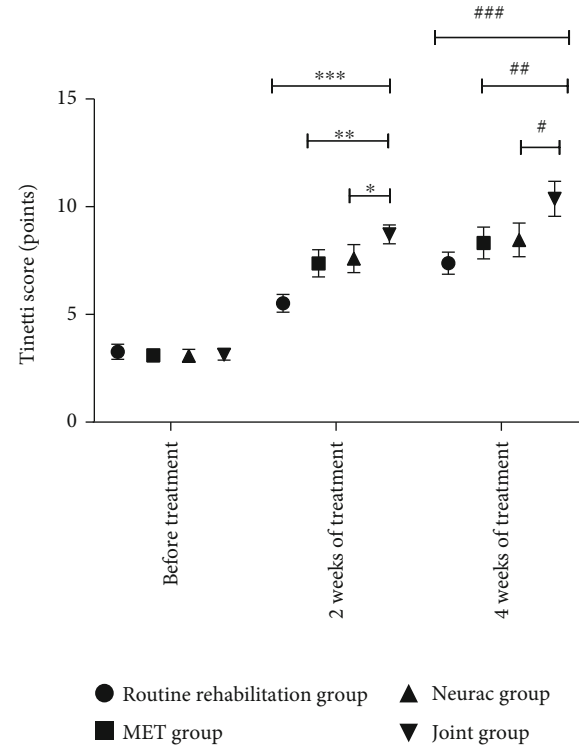 ###
***
##
**
#
*
15
10
5
0
Tinetti score (points)
Before treatment
2 weeks of treatment
4 weeks of treatment
Routine rehabilitation group
Neurac group
MET group
Joint group